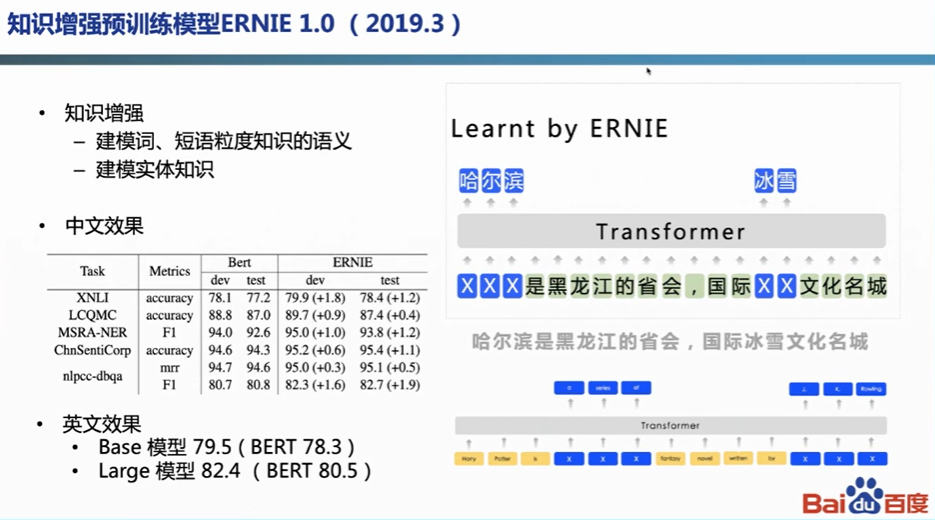 知识增强预训练模型ERNIE 1.0 （2019.3）
• 知识增强
– 建模词、短语粒度知识的语义
– 建模实体知识
• 中文效果
Task Metrics Bert ERNIE
dev test dev test
XNLI accuracy 78.1 77.2 79.9 (+1.8) 78.4 (+1.2)
LCQMC accuracy 88.8 87.0 89.7 (+0.9) 87.4 (+0.4)
MSRA-NER F1 94.0 92.6 95.0 (+1.0) 93.8 (+1.2)
ChnSentiCorp accuracy 94.6 94.3 95.2 (+0.6) 95.4 (+1.1)
nlpcc-dbqa mrr 94.7 94.6 95.0 (+0.3) 95.1 (+0.5)
F1 80.7 80.8 82.3 (+1.6) 82.7 (+1.9)
• 英文效果
• Base 模型 79.5 ( BERT 78.3 )
• Large 模型 82.4 （ BERT 80.5 ）
Learnt by ERNIE
哈尔滨 冰雪
Transformer
X X X 是黑龙江的省会，国际 X X 文化名城
哈尔滨是黑龙江的省会，国际冰雪文化名城
a series of J. K. Rowling
Transformer
Harry Potter is X X X fantasy novel written by X X X
Bai du 百度